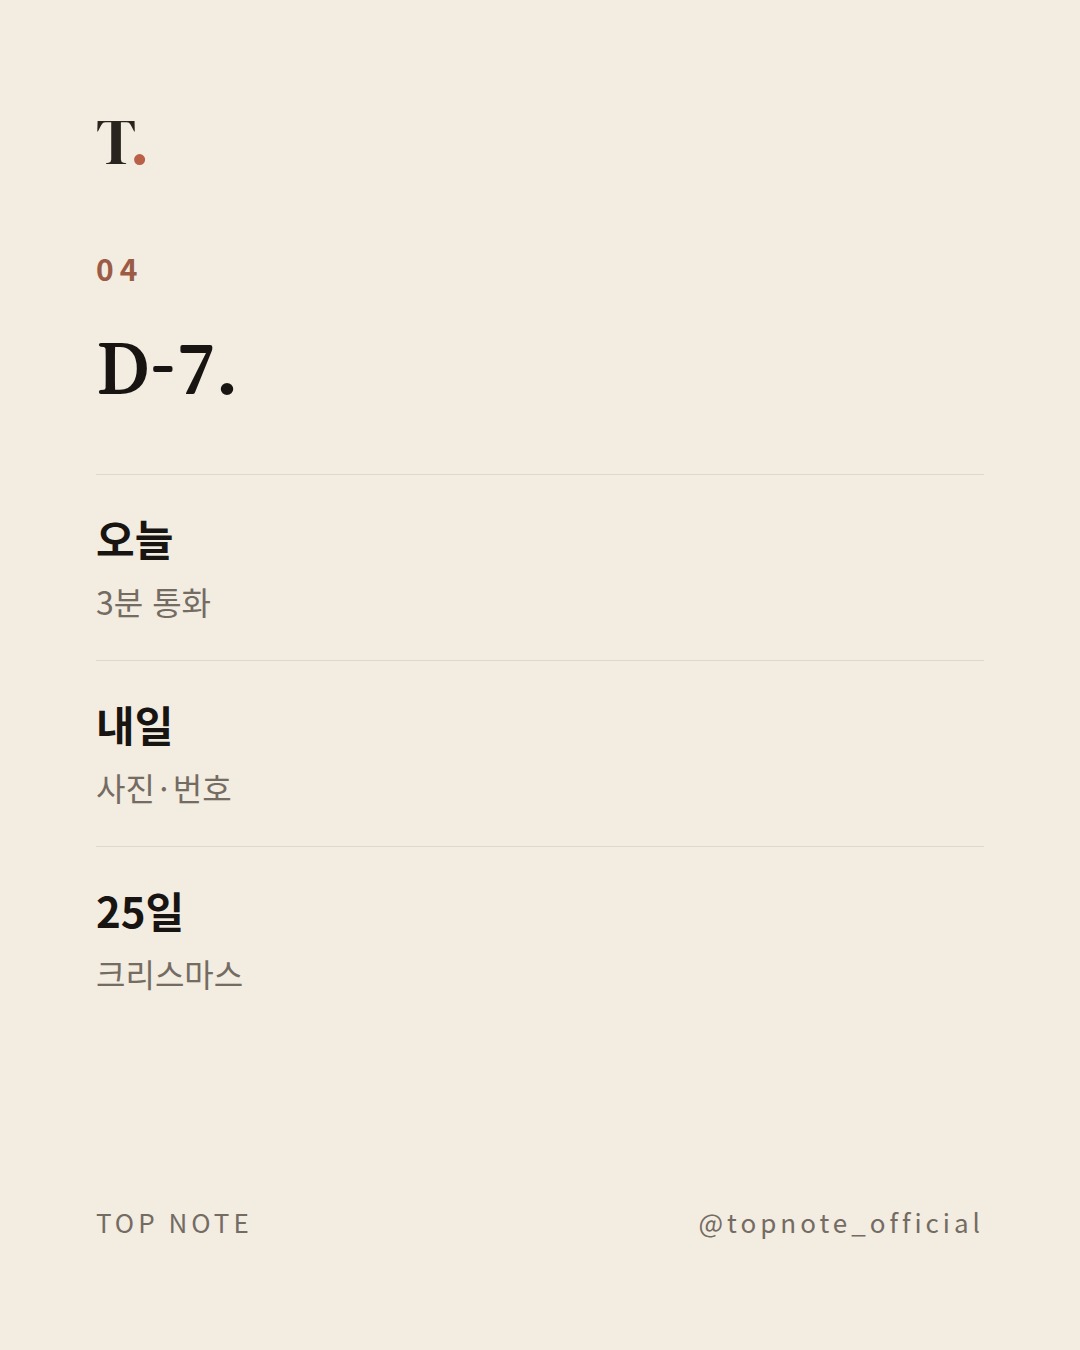 T.
04
D-7.
오늘
3분 통화
내일
사진·번호
25일
크리스마스
TOP NOTE
@topnote_official